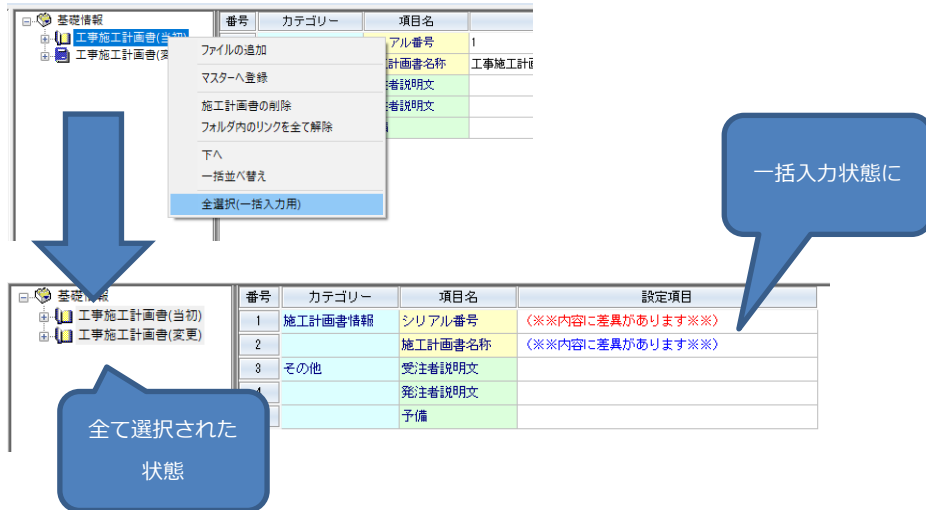 基礎情報
工事施工計画書(当初)
工事施工計画書(変
番号 カテゴリー 項目名
アル番号 1
計画書名称 工事施工計画
者説明文
者説明文
ファイルの追加
マスターへ登録
施工計画書の削除
フォルダ内のリンクを全て解除
下へ
一括並べ替え
全選択(一括入力用)
一括入力状態に
基礎情報
工事施工計画書(当初)
工事施工計画書(変更)
番号 カテゴリー 項目名 設定項目
1 施工計画書情報 シリアル番号 (※※内容に差異があります※※)
2 施工計画書名称 (※※内容に差異があります※※)
3 その他 受注者説明文
4 発注者説明文
予備
全て選択された
状態